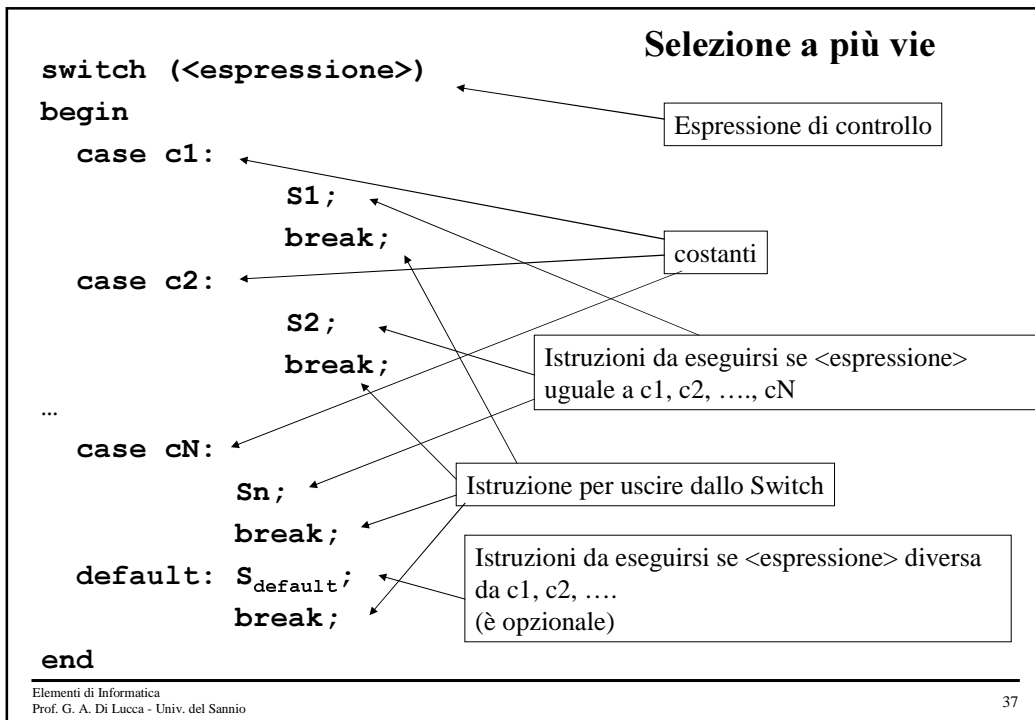 Selezione a più vie
switch (<espressione>)
begin
Espressione di controllo
case c1:
S1;
break;
costanti
case c2:
S2;
break;
Istruzioni da eseguirsi se <espressione>
uguale a c1, c2, …., cN
…
case cN:
Sn;
Istruzione per uscire dallo Switch
break;
default: Sdefault;
Istruzioni da eseguirsi se <espressione> diversa
da c1, c2, ….
(è opzionale)
break;
end
Elementi di Informatica
Prof. G. A. Di Lucca - Univ. del Sannio
37